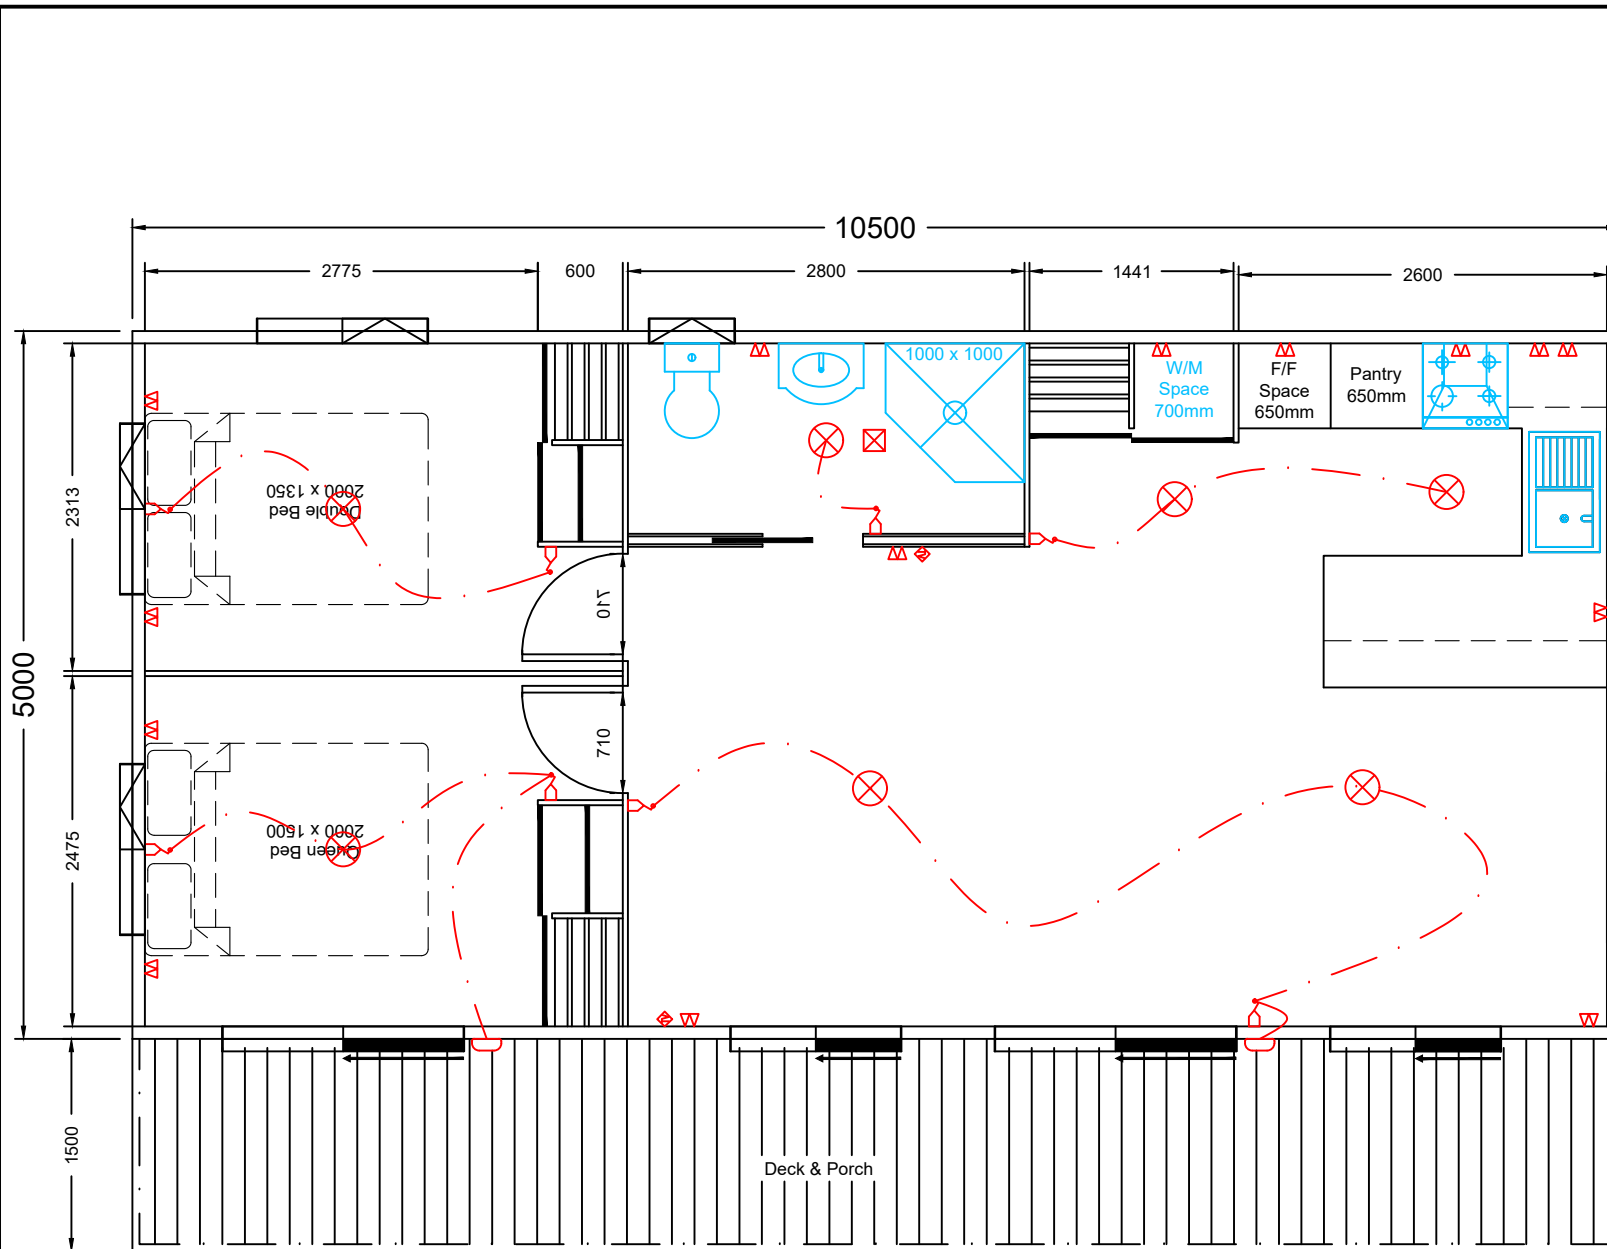 10500
2775
600
2800
1441
2600
1000 x 1000
W/M
Space
700mm
F/F
Space
650mm
Pantry
650mm
Double Bed
2000 x 1350
2313
710
5000
710
2475
Queen Bed
2000 x 1500
1500
Deck & Porch